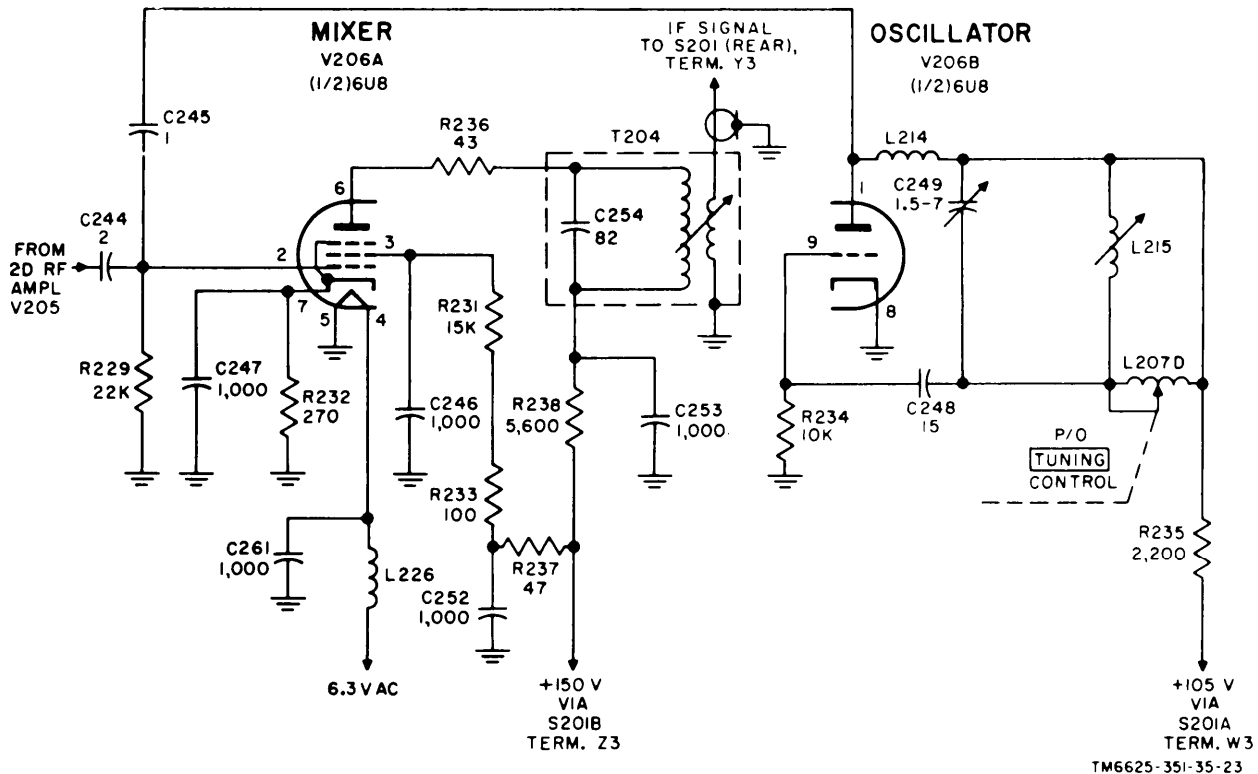 MIXER
V206A
(1/2)6U8
IF SIGNAL
TO S201 (REAR),
TERM. Y3
OSCILLATOR
V206B
(1/2)6U8
C245
1
R236
43
T204
L214
C249
1.5-7
L215
C244
2
FROM
2D RF
AMPL
V205
6
2
3
7
5
4
C254
82
1
9
8
R229
22K
C247
1,000
R232
270
C246
1,000
R231
15K
R238
5,600
C253
1,000
R234
10K
C248
15
L207D
P/O
TUNING
CONTROL
R233
100
R237
47
C261
1,000
L226
C252
1,000
R235
2,200
6.3 V AC
+150 V
VIA
S201B
TERM. Z3
+105 V
VIA
S201A
TERM. W3
TM6625-351-35-23